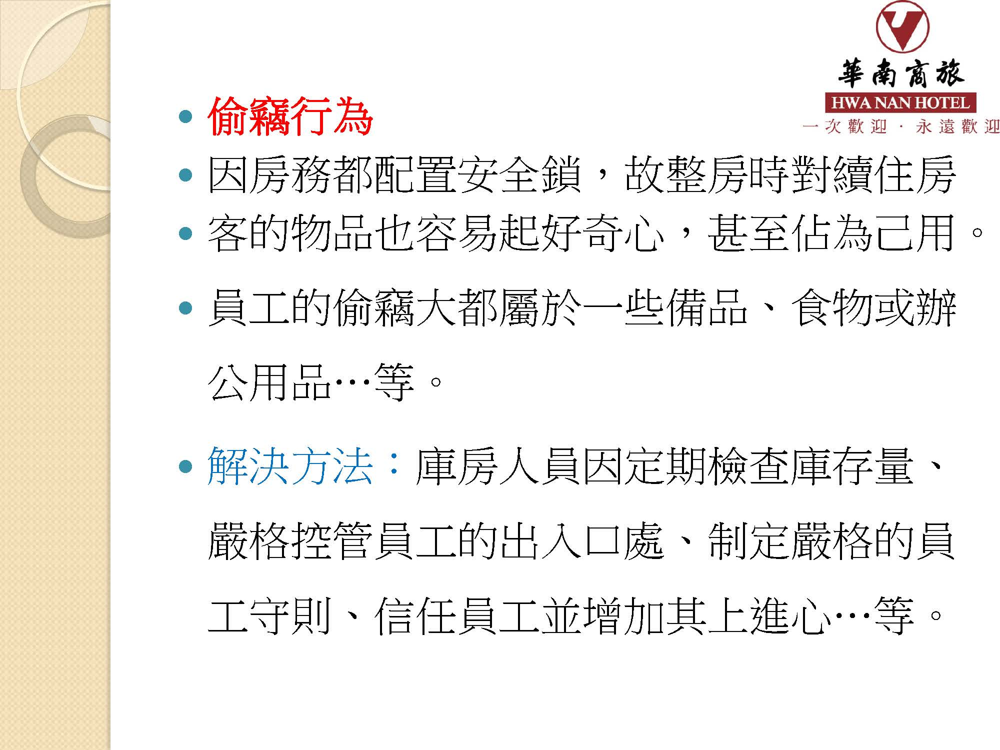 華南商旅
HWA NAN HOTEL
一次歡迎‧永遠歡迎
• 偷竊行為
• 因房務都配置安全鎖，故整房時對續住房
• 客的物品也容易起好奇心，甚至佔為己用。
• 員工的偷竊大都屬於一些備品、食物或辦
公用品…等。
• 解決方法：庫房人員因定期檢查庫存量、
嚴格控管員工的出入口處、制定嚴格的員
工守則、信任員工並增加其上進心…等。